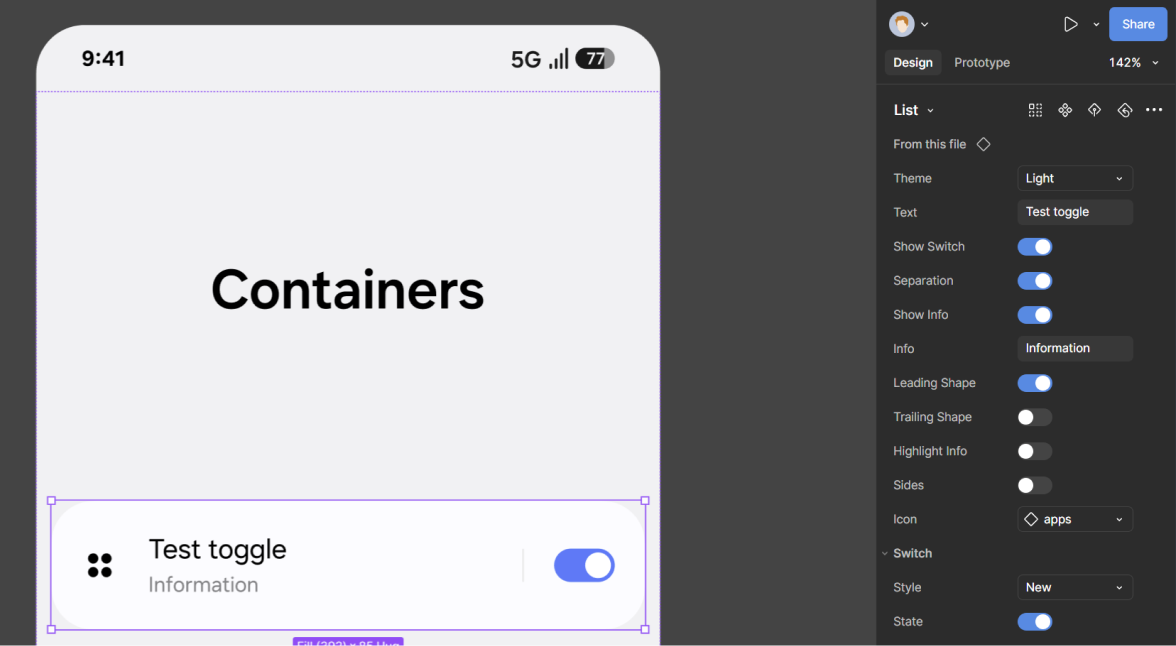 9:41
5G
77
Containers
Test toggle
Information
Share
Design
Prototype
142%
List
From this file
Theme
Light
Text
Test toggle
Show Switch
Separation
Show Info
Info
Information
Leading Shape
Trailing Shape
Highlight Info
Sides
Icon
apps
Switch
Style
New
State